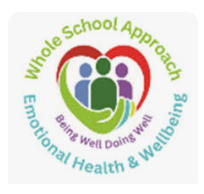 Whole School Approach
Being Well Doing Well
Emotional Health & Wellbeing